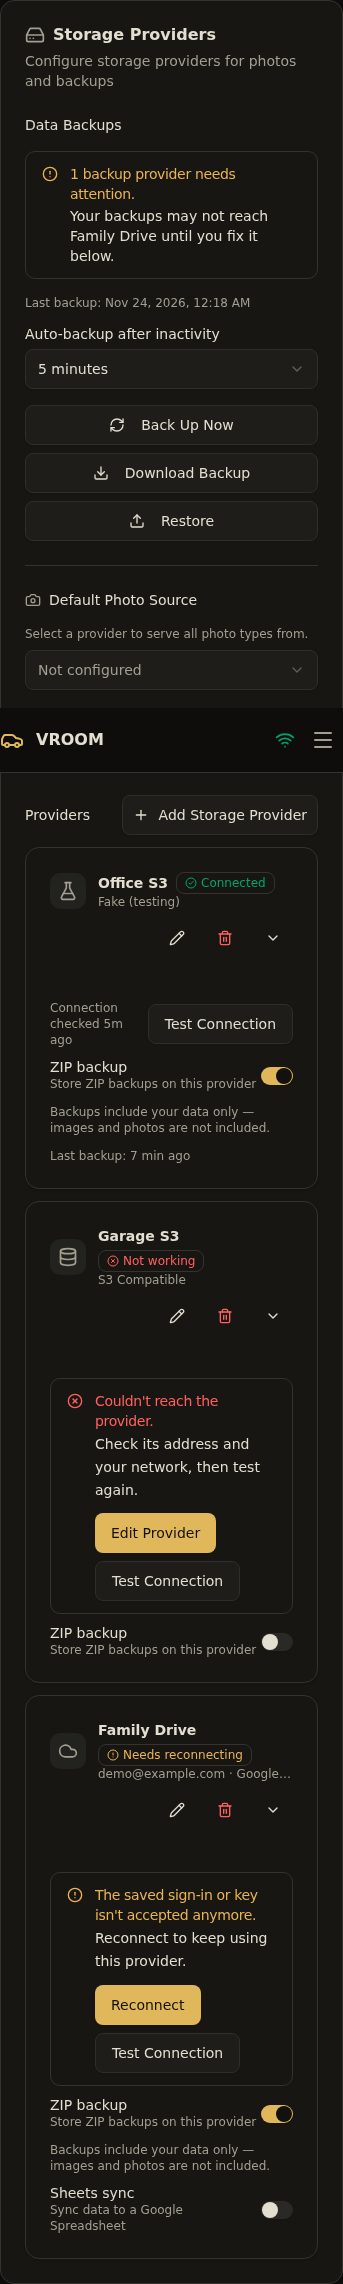 Storage Providers
Configure storage providers for photos
and backups
Data Backups
1 backup provider needs
attention.
Your backups may not reach
Family Drive until you fix it
below.
Last backup: Nov 24, 2026, 12:18 AM
Auto-backup after inactivity
5 minutes
Back Up Now
Download Backup
Restore
Default Photo Source
Select a provider to serve all photo types from.
Not configured
VROOM
Providers
Add Storage Provider
Office S3
Connected
Fake (testing)
Connection
checked 5m
ago
Test Connection
ZIP backup
Store ZIP backups on this provider
Backups include your data only —
images and photos are not included.
Last backup: 7 min ago
Garage S3
Not working
S3 Compatible
Couldn't reach the
provider.
Check its address and
your network, then test
again.
Edit Provider
Test Connection
ZIP backup
Store ZIP backups on this provider
Family Drive
Needs reconnecting
demo@example.com · Google...
The saved sign-in or key
isn't accepted anymore.
Reconnect to keep using
this provider.
Reconnect
Test Connection
ZIP backup
Store ZIP backups on this provider
Backups include your data only —
images and photos are not included.
Sheets sync
Sync data to a Google
Spreadsheet